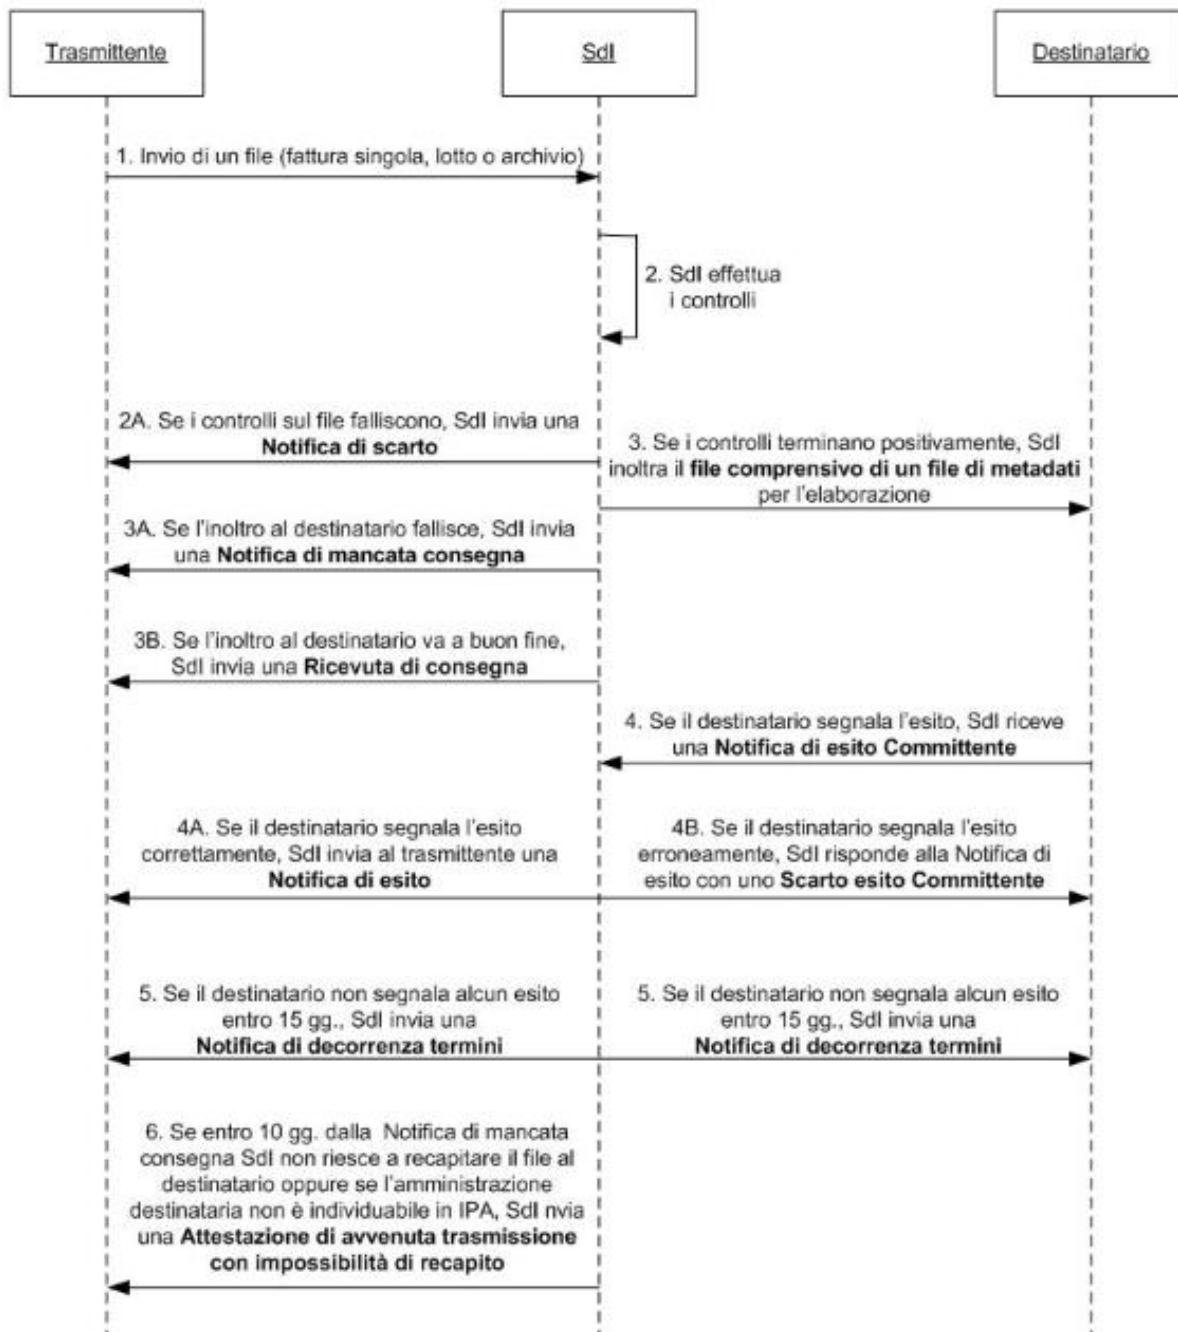 Trasmittente
SdI
Destinatario
1. Invio di un file (fattura singola, lotto o archivio)
2. SdI effettua
i controlli
2A. Se i controlli sul file falliscono, SdI invia una
Notifica di scarto
3. Se i controlli terminano positivamente, SdI
inoltra il file comprensivo di un file di metadati
per l'elaborazione
3A. Se l'inoltro al destinatario fallisce, SdI invia
una Notifica di mancata consegna
3B. Se l'inoltro al destinatario va a buon fine,
SdI invia una Ricevuta di consegna
4. Se il destinatario segnala l'esito, SdI riceve
una Notifica di esito Committente
4A. Se il destinatario segnala l'esito
correttamente, SdI invia al trasmittente una
Notifica di esito
4B. Se il destinatario segnala l'esito
erroneamente, SdI risponde alla Notifica di
esito con uno Scarto esito Committente
5. Se il destinatario non segnala alcun esito
entro 15 gg., SdI invia una
Notifica di decorrenza termini
5. Se il destinatario non segnala alcun esito
entro 15 gg., SdI invia una
Notifica di decorrenza termini
6. Se entro 10 gg. dalla Notifica di mancata
consegna SdI non riesce a recapitare il file al
destinatario oppure se l'amministrazione
destinataria non è individuabile in IPA, SdI nvia
una Attestazione di avvenuta trasmissione
con impossibilità di recapito